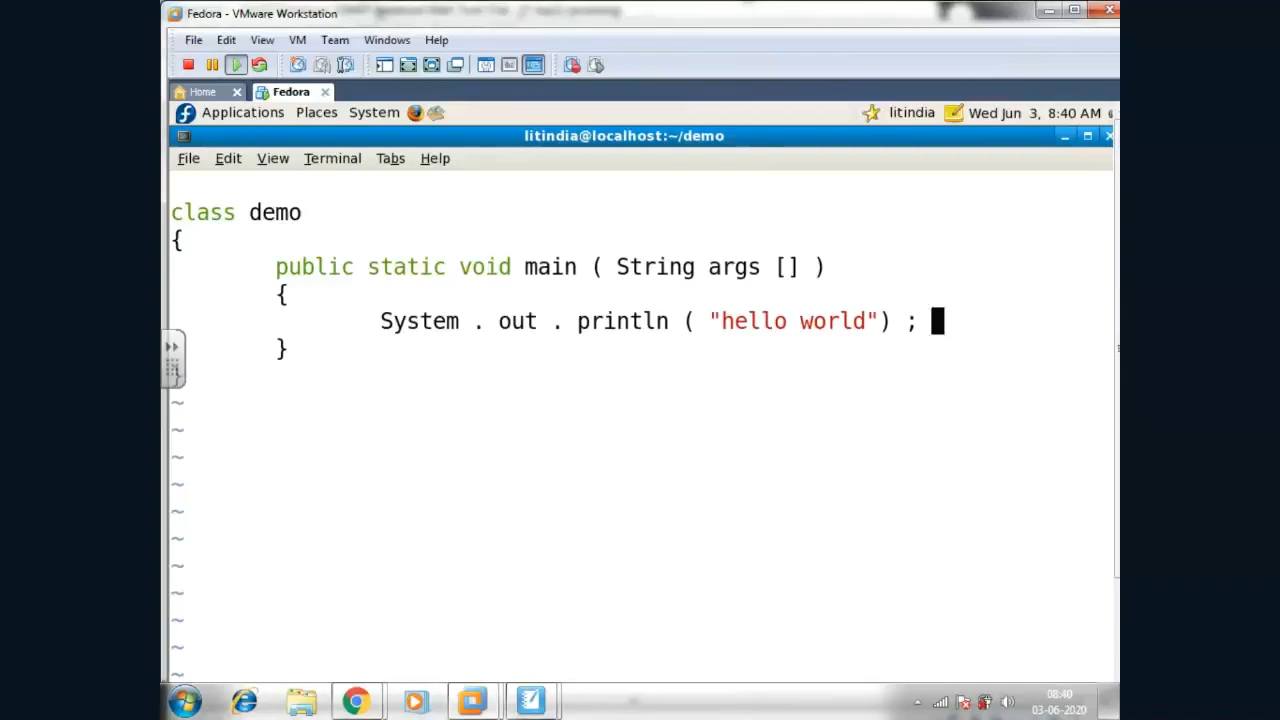 Fedora - VMware Workstation
File Edit View VM Team Windows Help
Home Fedora
Applications Places System litindia Wed Jun 3, 8:40 AM
litindia@localhost:~/demo
File Edit View Terminal Tabs Help
class demo
{
public static void main ( String args [] )
{
System . out . println ( "hello world") ;
}
}
~
~
~
~
~
~
~
~
~
~
~
08:40
03-06-2020